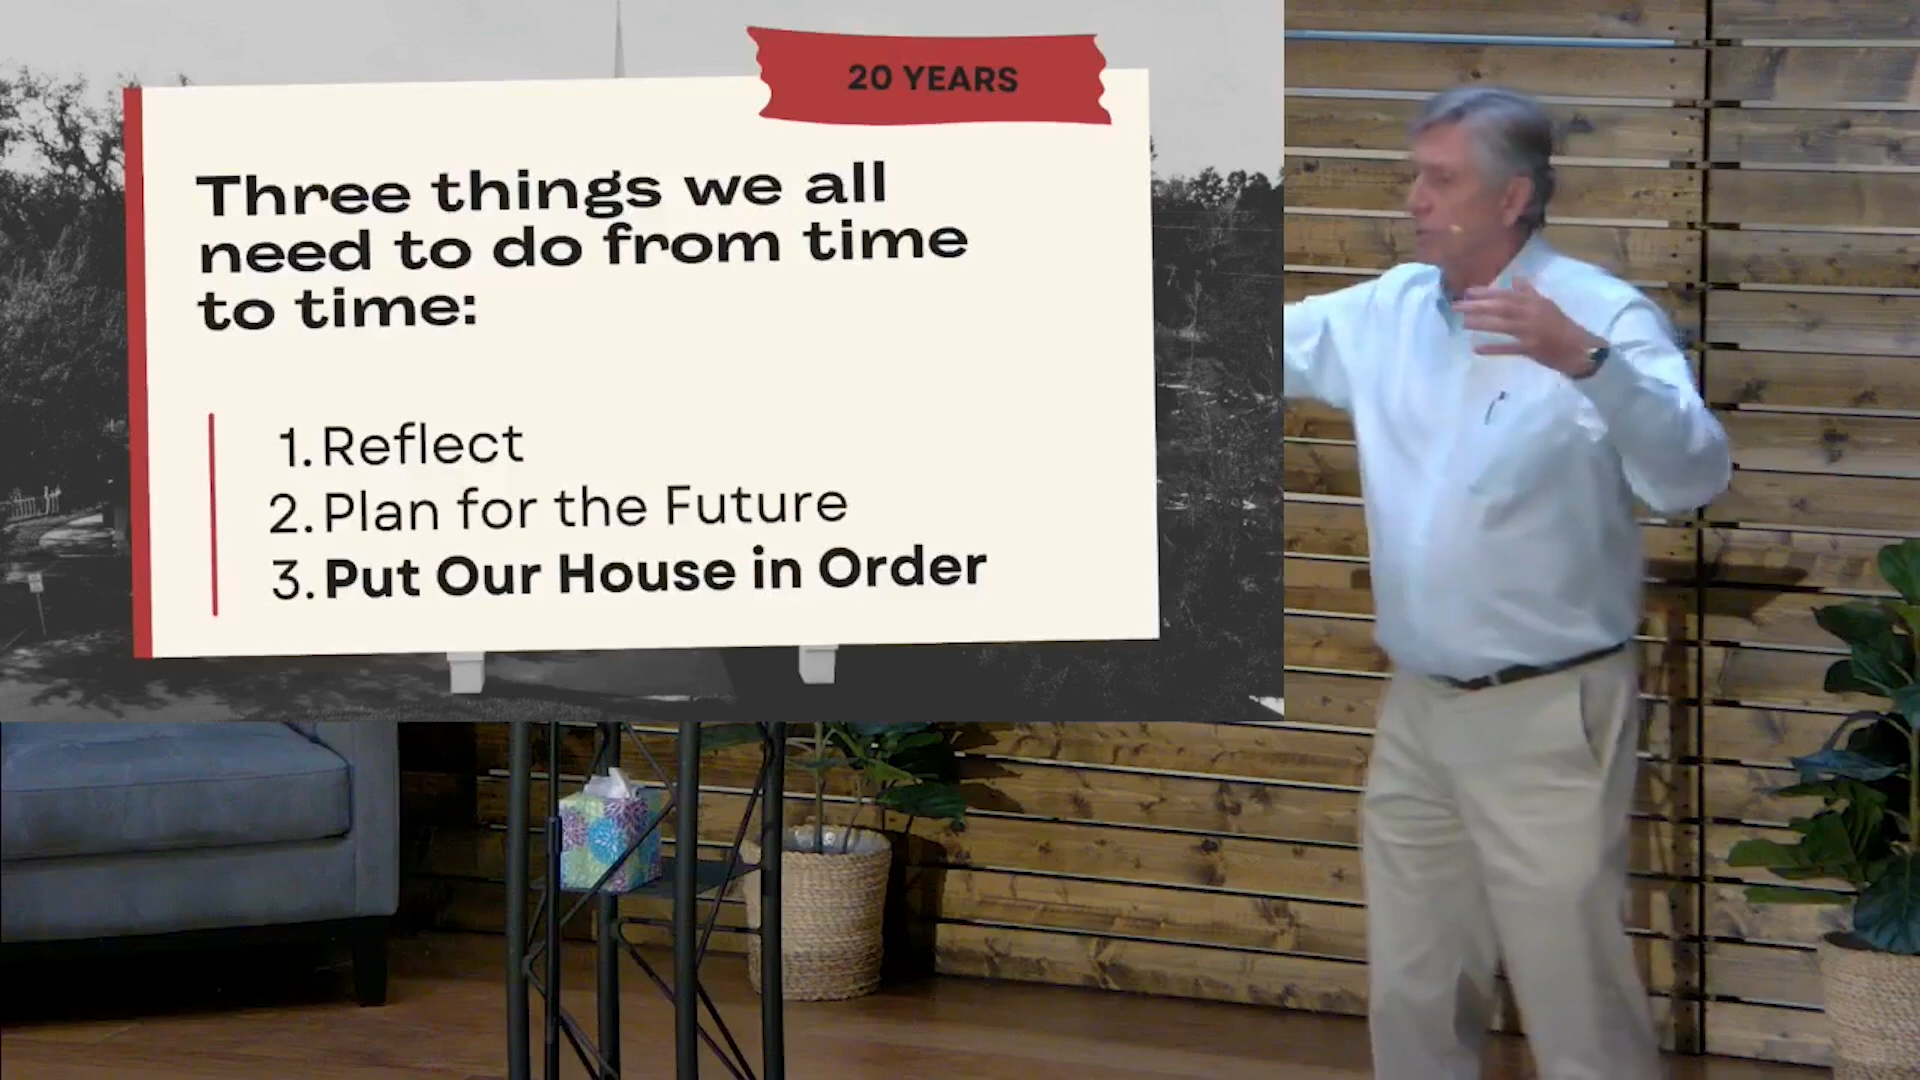 20 YEARS
Three things we all
need to do from time
to time:
1. Reflect
2. Plan for the Future
3. Put Our House in Order